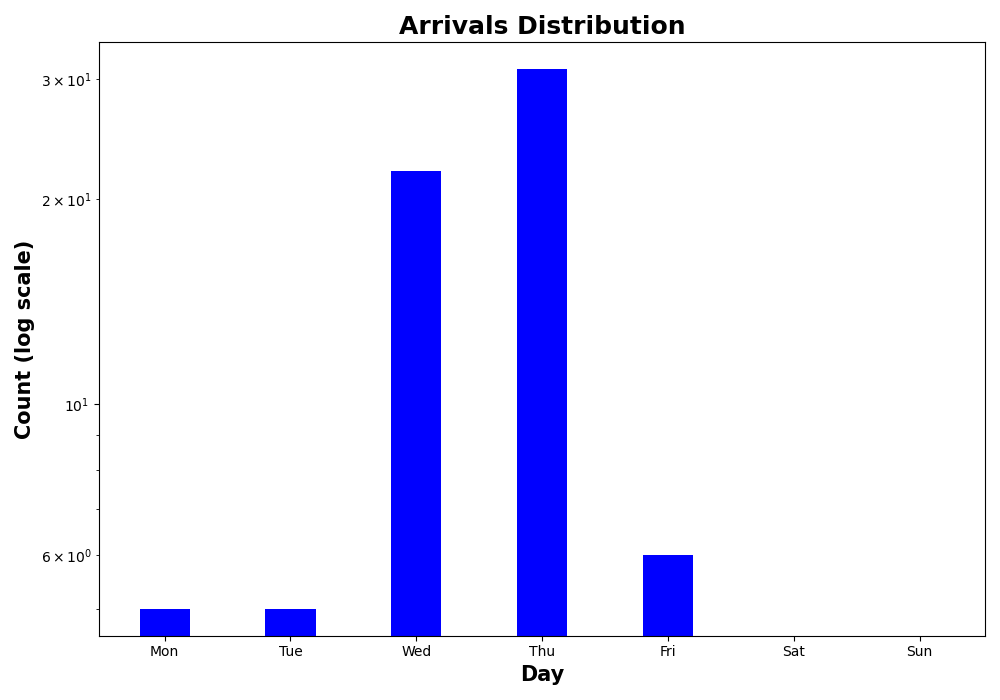 Arrivals Distribution
Count (log scale)
3 × 10¹
2 × 10¹
10¹
6 × 10⁰
Mon Tue Wed Thu Fri Sat Sun
Day